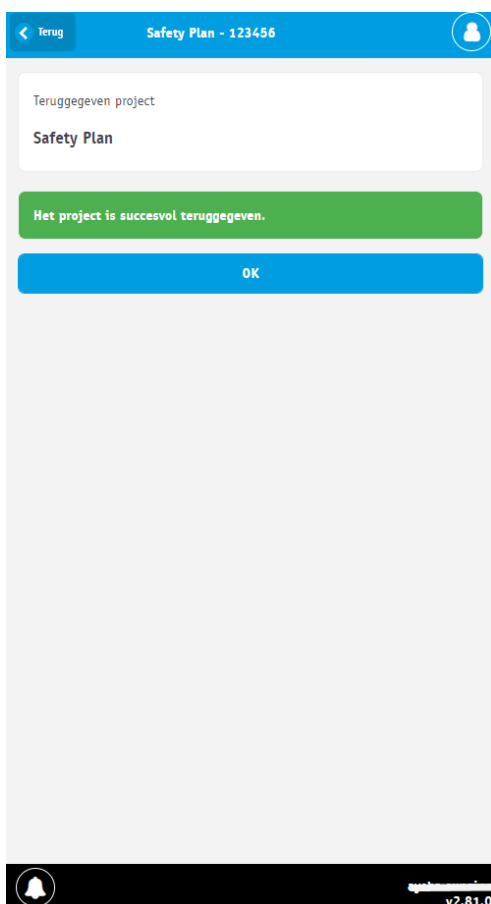 Terug
Safety Plan - 123456
Teruggegeven project
Safety Plan
Het project is succesvol teruggegeven.
OK
v2.81.0